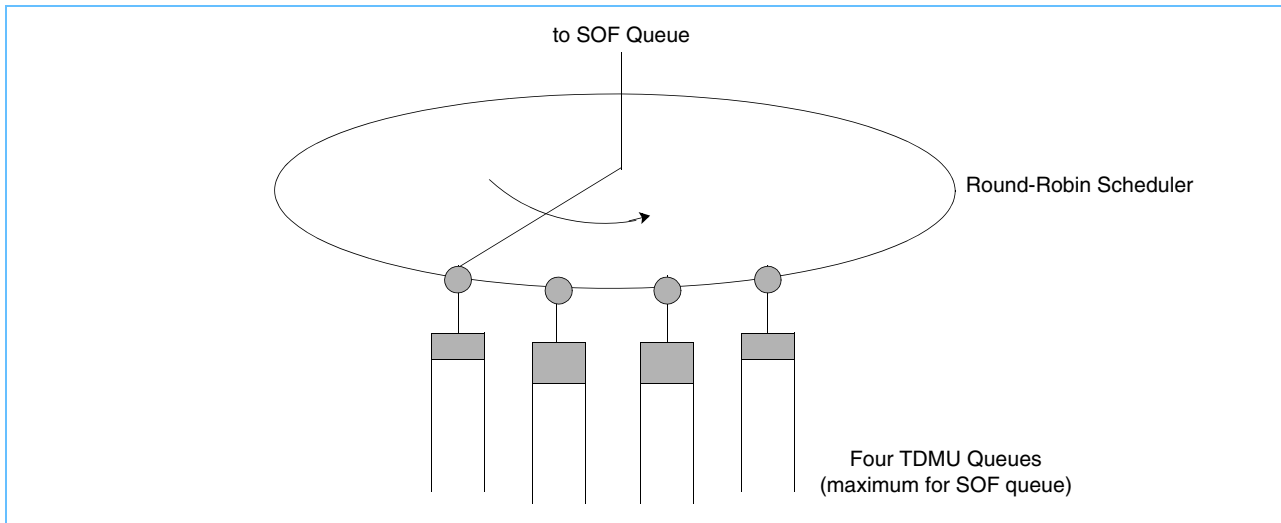 to SOF Queue
Round-Robin Scheduler
Four TDMU Queues
(maximum for SOF queue)